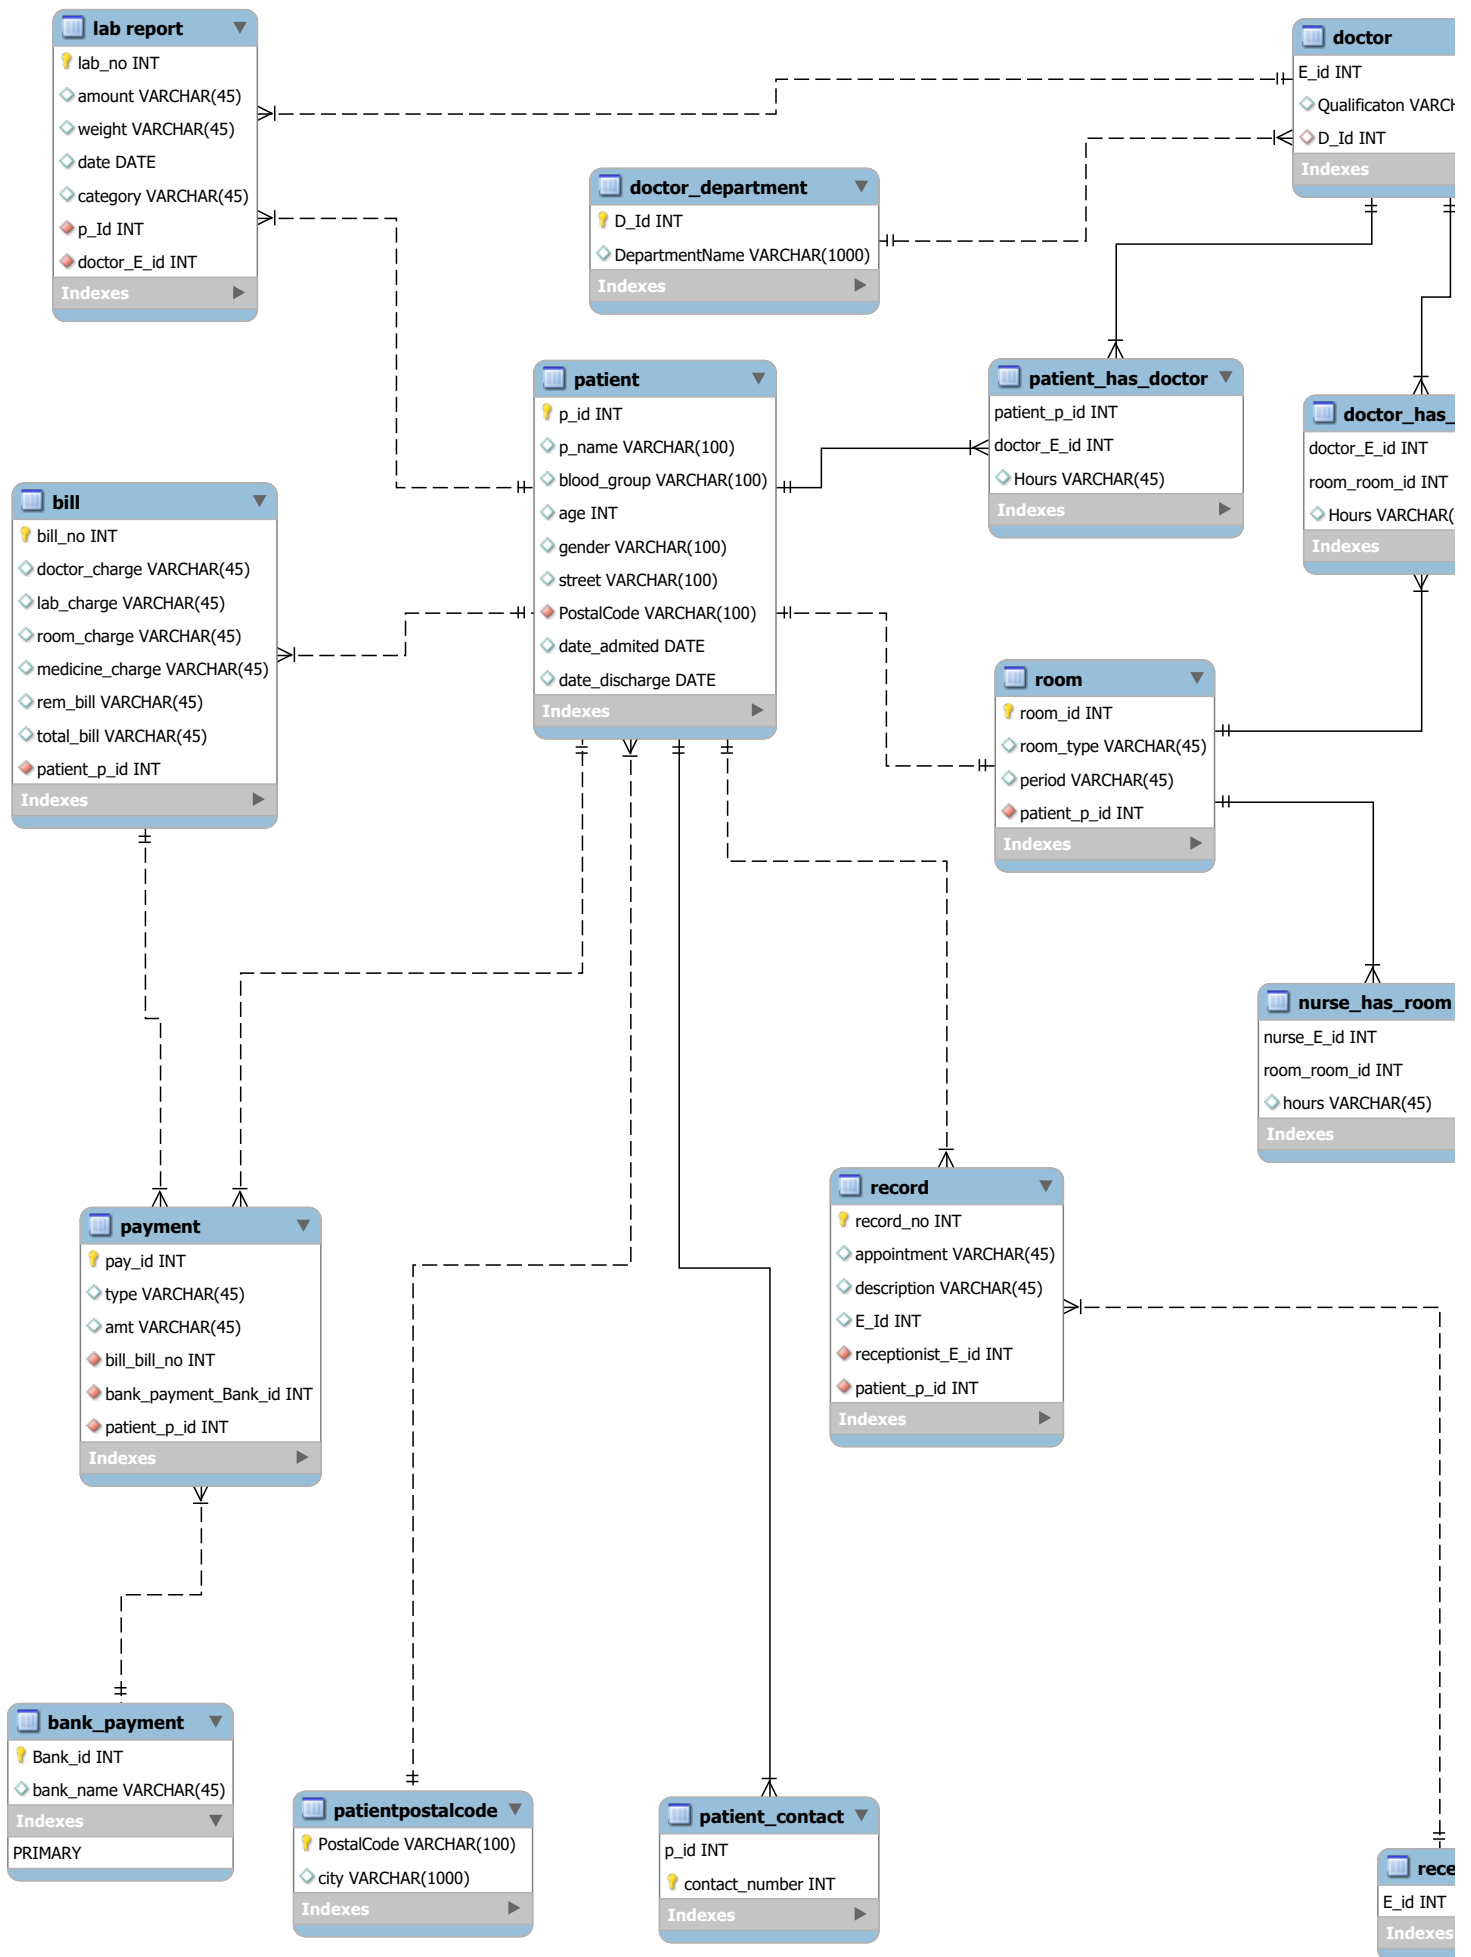 lab report
lab_no INT
amount VARCHAR(45)
weight VARCHAR(45)
date DATE
category VARCHAR(45)
p_Id INT
doctor_E_id INT
Indexes
doctor
E_id INT
Qualificaton VARCH
D_Id INT
Indexes
doctor_department
D_Id INT
DepartmentName VARCHAR(1000)
Indexes
patient
p_id INT
p_name VARCHAR(100)
blood_group VARCHAR(100)
age INT
gender VARCHAR(100)
street VARCHAR(100)
PostalCode VARCHAR(100)
date_admited DATE
date_discharge DATE
Indexes
patient_has_doctor
patient_p_id INT
doctor_E_id INT
Hours VARCHAR(45)
Indexes
doctor_has_
doctor_E_id INT
room_room_id INT
Hours VARCHAR(
Indexes
bill
bill_no INT
doctor_charge VARCHAR(45)
lab_charge VARCHAR(45)
room_charge VARCHAR(45)
medicine_charge VARCHAR(45)
rem_bill VARCHAR(45)
total_bill VARCHAR(45)
patient_p_id INT
Indexes
room
room_id INT
room_type VARCHAR(45)
period VARCHAR(45)
patient_p_id INT
Indexes
nurse_has_room
nurse_E_id INT
room_room_id INT
hours VARCHAR(45)
Indexes
record
record_no INT
appointment VARCHAR(45)
description VARCHAR(45)
E_Id INT
receptionist_E_id INT
patient_p_id INT
Indexes
payment
pay_id INT
type VARCHAR(45)
amt VARCHAR(45)
bill_bill_no INT
bank_payment_Bank_id INT
patient_p_id INT
Indexes
bank_payment
Bank_id INT
bank_name VARCHAR(45)
Indexes
PRIMARY
patientpostalcode
PostalCode VARCHAR(100)
city VARCHAR(1000)
Indexes
patient_contact
p_id INT
contact_number INT
Indexes
rece
E_id INT
Indexes